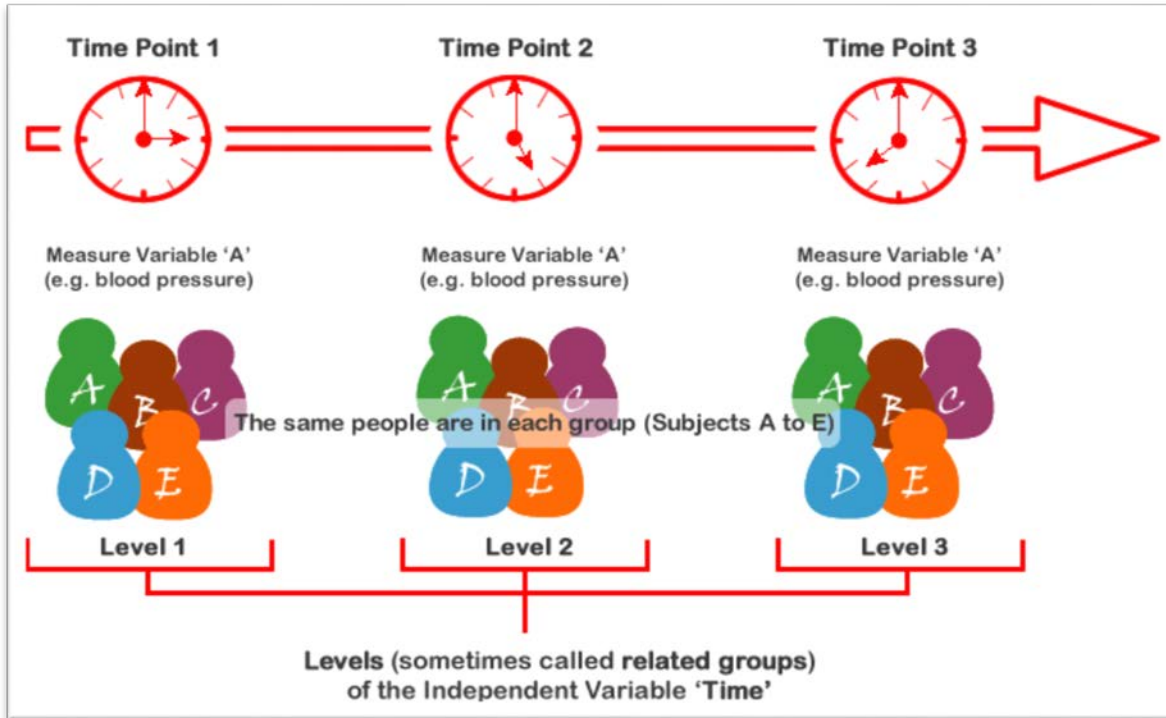 Time Point 1
Time Point 2
Time Point 3
Measure Variable ‘A’
(e.g. blood pressure)
Measure Variable ‘A’
(e.g. blood pressure)
Measure Variable ‘A’
(e.g. blood pressure)
A
B
C
D
E
A
B
C
D
E
A
B
C
D
E
The same people are in each group (Subjects A to E)
Level 1
Level 2
Level 3
Levels (sometimes called related groups)
of the Independent Variable ‘Time’